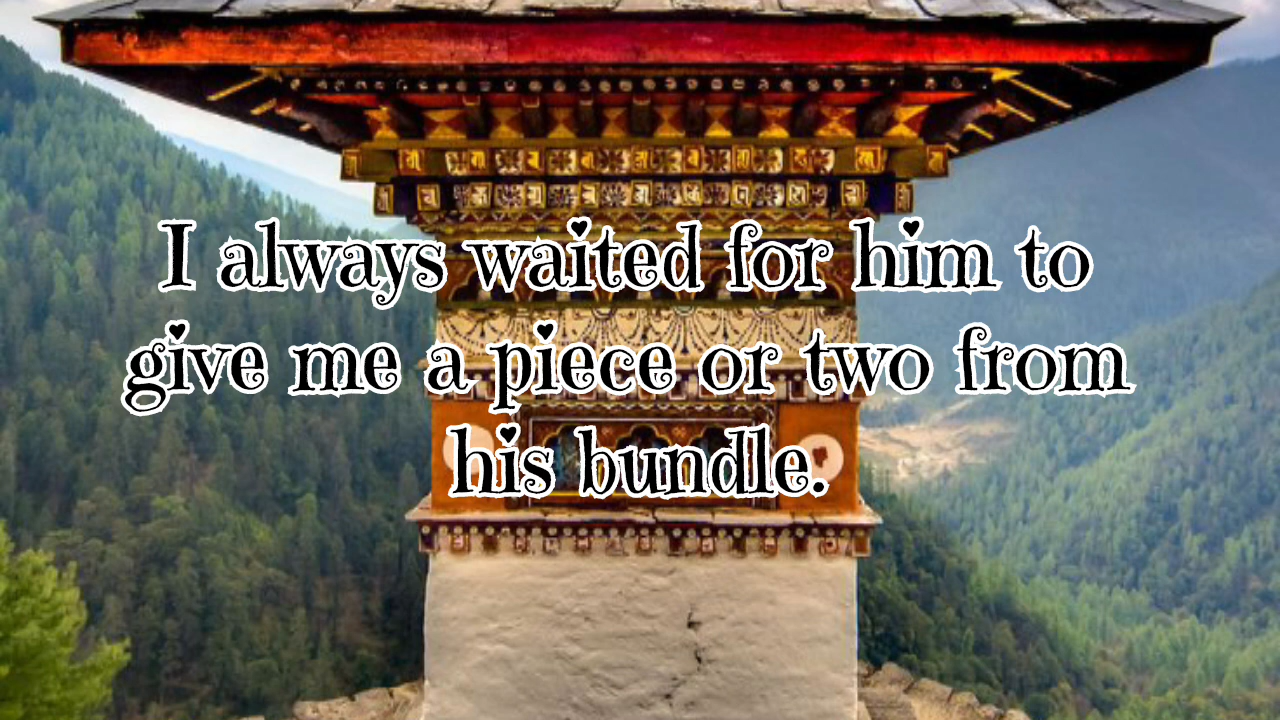 I always waited for him to
give me a piece or two from
his bundle.